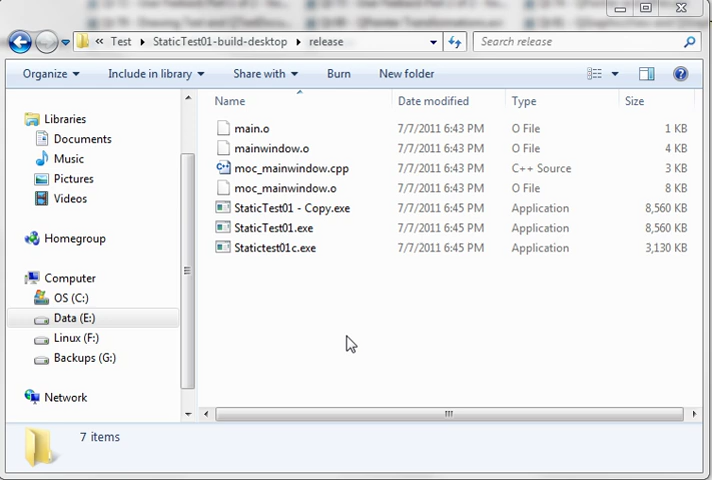 Test StaticTest01-build-desktop release Search release
Organize Include in library Share with Burn New folder
Name Date modified Type Size
Libraries
Documents
Music
Pictures
Videos
Homegroup
Computer
OS (C:)
Data (E:)
Linux (F:)
Backups (G:)
Network
main.o 7/7/2011 6:43 PM O File 1 KB
mainwindow.o 7/7/2011 6:43 PM O File 4 KB
moc_mainwindow.cpp 7/7/2011 6:43 PM C++ Source 3 KB
moc_mainwindow.o 7/7/2011 6:43 PM O File 8 KB
StaticTest01 - Copy.exe 7/7/2011 6:45 PM Application 8,560 KB
StaticTest01.exe 7/7/2011 6:45 PM Application 8,560 KB
Statictest01c.exe 7/7/2011 6:45 PM Application 3,130 KB
7 items